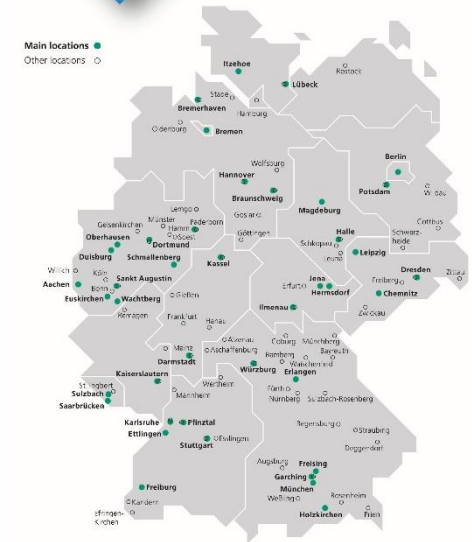 Main locations
Other locations
Itzehoe
Rostock
Lübeck
Stade
Bremerhaven
Hamburg
Oldenburg
Bremen
Berlin
Wolfsburg
Hannover
Potsdam
Braunschweig
Magdeburg
Lemgo
Cottbus
Münster
Paderborn
Goslar
Gelsenkirchen
Hamm
Halle
Schwarz-
heide
Oberhausen
Soest
Göttingen
Schkopau
Dortmund
Leipzig
Duisburg
Leuna
Schmallenberg
Kassel
Dresden
Willich
Köln
Jena
Zittau
Aachen
Sankt Augustin
Erfurt
Freiberg
Bonn
Hermsdorf
Chemnitz
Euskirchen
Wachtberg
Gießen
Ilmenau
Zwickau
Remagen
Frankfurt
Hanau
Coburg
Münchberg
Mainz
Alzenau
Bayreuth
Aschaffenburg
Bamberg
Darmstadt
Waischenfeld
Würzburg
Kaiserslautern
Erlangen
Wertheim
St. Ingbert
Fürth
Sulzbach
Mannheim
Nürnberg
Sulzbach-Rosenberg
Saarbrücken
Karlsruhe
Pfinztal
Regensburg
Straubing
Ettlingen
Esslingen
Stuttgart
Deggendorf
Augsburg
Freising
Garching
Freiburg
München
Kandern
Weßling
Rosenheim
Efringen-
Kirchen
Holzkirchen
Prien